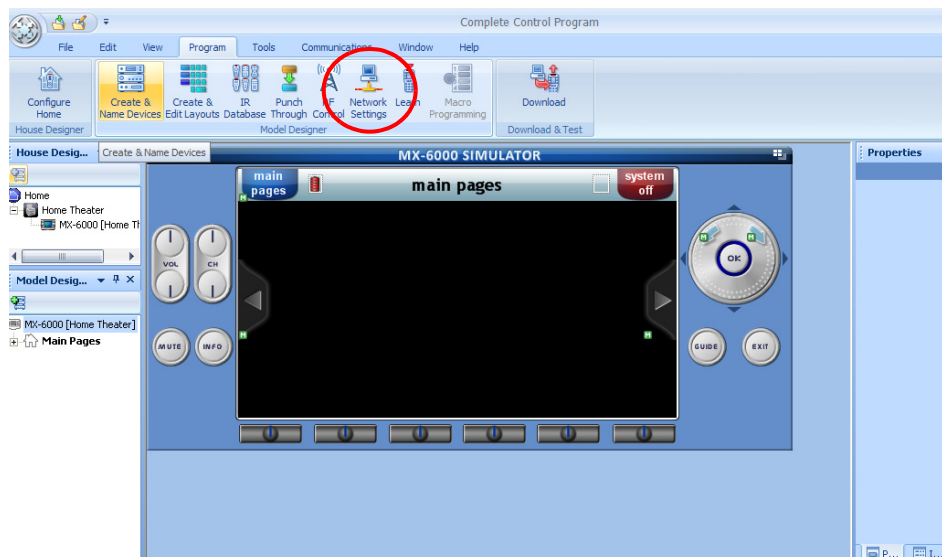 Complete Control Program
File Edit View Program Tools Communications Window Help
Configure Home
Create & Name Devices
Create & Edit Layouts
IR Database
Punch Through
RF Control
Network Settings
Learn
Macro Programming
Download
House Designer
Model Designer
Download & Test
House Desig...
Create & Name Devices
MX-6000 SIMULATOR
Properties
Home
Home Theater
MX-6000 [Home Th
Model Desig...
MX-6000 [Home Theater]
Main Pages
main pages
main pages
system off
VOL
CH
MUTE
INFO
M
M
M
M
M
OK
GUIDE
EXIT
P...
I...